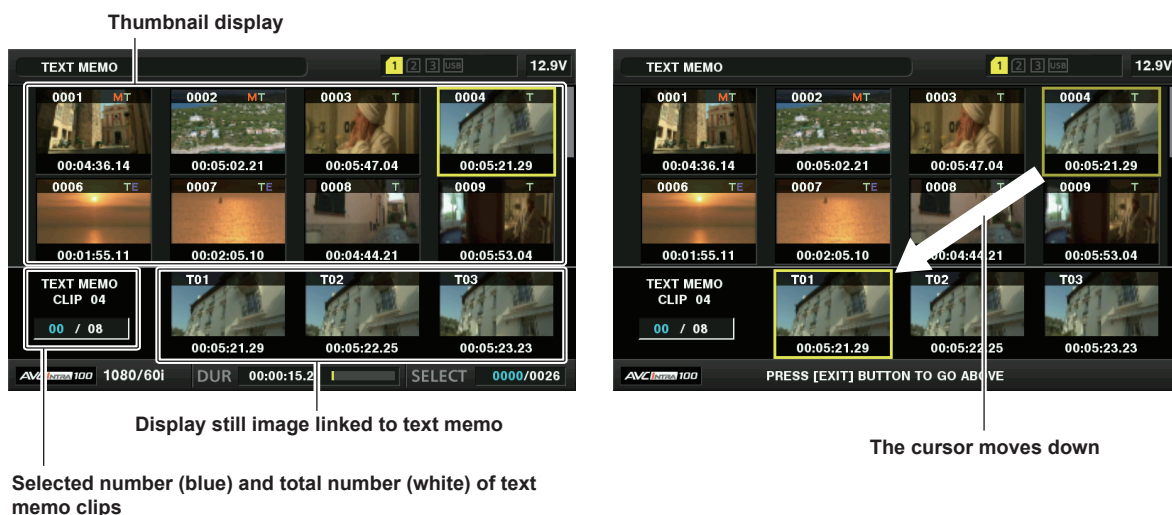 Thumbnail display
TEXT MEMO
1 2 3 USB
12.9V
0001 MT
0002 MT
0003 T
0004 T
00:04:36.14
00:05:02.21
00:05:47.04
00:05:21.29
0006 TE
0007 TE
0008 T
0009 T
00:01:55.11
00:02:05.10
00:04:44.21
00:05:53.04
TEXT MEMO
CLIP 04
00 / 08
T01
T02
T03
00:05:21.29
00:05:22.25
00:05:23.23
AVC INTRA 100
1080/60i
DUR 00:00:15.2
SELECT 0000/0026
Display still image linked to text memo
Selected number (blue) and total number (white) of text
memo clips
TEXT MEMO
1 2 3 USB
12.9V
0001 MT
0002 MT
0003 T
0004 T
00:04:36.14
00:05:02.21
00:05:47.04
00:05:21.29
0006 TE
0007 TE
0008 T
0009 T
00:01:55.11
00:02:05.10
00:04:44.21
00:05:53.04
TEXT MEMO
CLIP 04
00 / 08
T01
T02
T03
00:05:21.29
00:05:22.25
00:05:23.23
AVC INTRA 100
PRESS [EXIT] BUTTON TO GO ABOVE
The cursor moves down